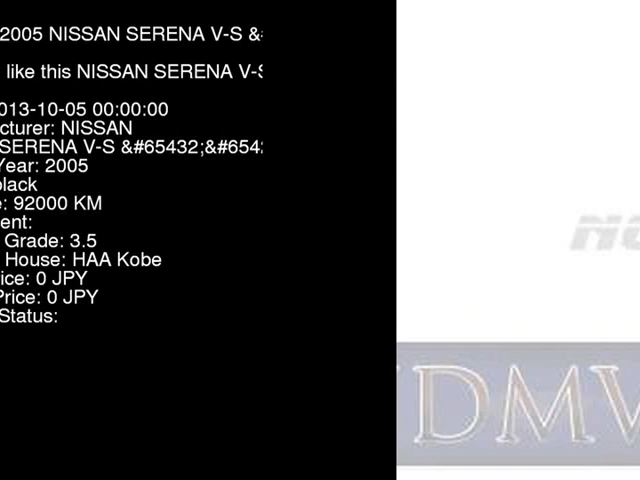 2005 NISSAN SERENA V-S &
like this NISSAN SERENA V-S
013-10-05 00:00:00
cturer: NISSAN
SERENA V-S &#65432;&#654
Year: 2005
black
: 92000 KM
ent:
Grade: 3.5
House: HAA Kobe
ice: 0 JPY
Price: 0 JPY
Status:
NO
DMV